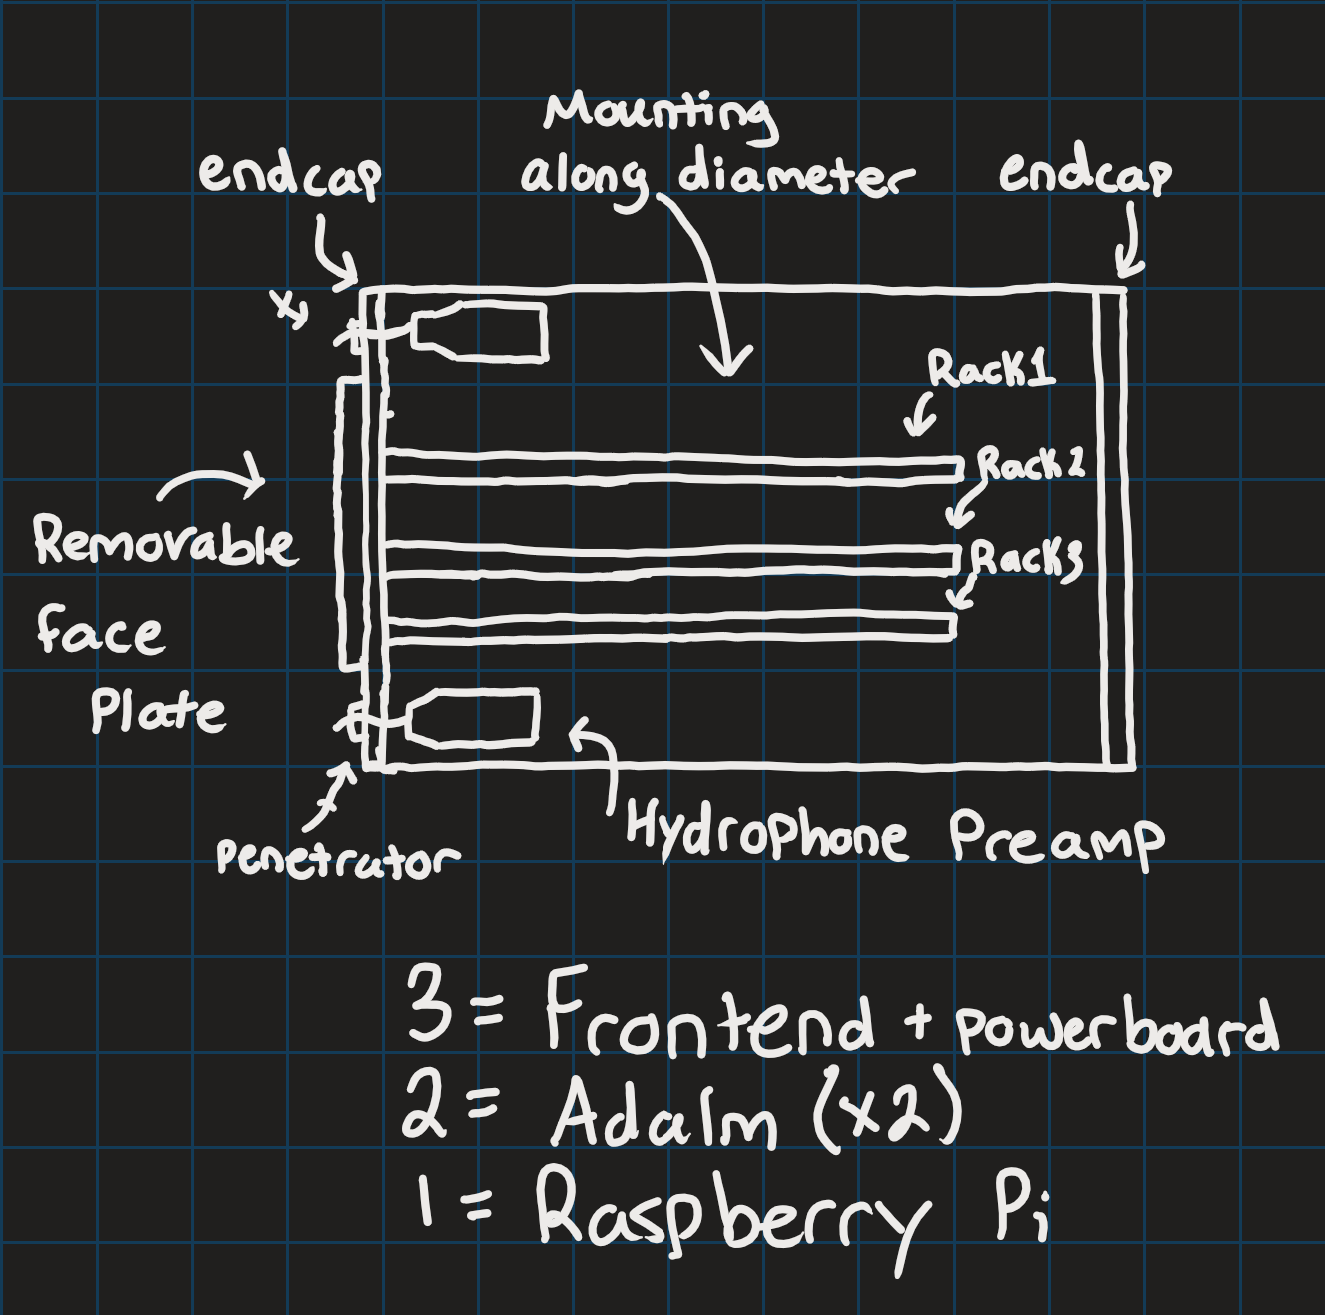 Mounting
along diameter
endcap
endcap
Rack1
Rack2
Rack3
Removable
face
Plate
Penetrator
Hydrophone Preamp
3 = Frontend + powerboard
2 = Adalm (x2)
1 = Raspberry Pi